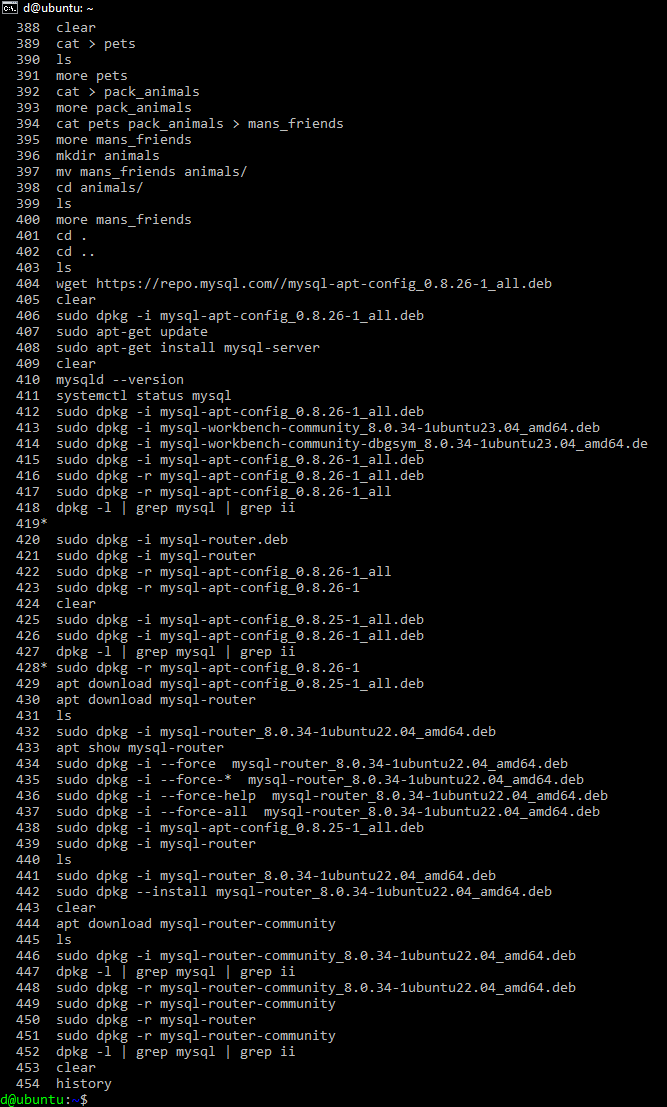 d@ubuntu: ~
388 clear
389 cat > pets
390 ls
391 more pets
392 cat > pack_animals
393 more pack_animals
394 cat pets pack_animals > mans_friends
395 more mans_friends
396 mkdir animals
397 mv mans_friends animals/
398 cd animals/
399 ls
400 more mans_friends
401 cd .
402 cd ..
403 ls
404 wget https://repo.mysql.com//mysql-apt-config_0.8.26-1_all.deb
405 clear
406 sudo dpkg -i mysql-apt-config_0.8.26-1_all.deb
407 sudo apt-get update
408 sudo apt-get install mysql-server
409 clear
410 mysqld --version
411 systemctl status mysql
412 sudo dpkg -i mysql-apt-config_0.8.26-1_all.deb
413 sudo dpkg -i mysql-workbench-community_8.0.34-1ubuntu23.04_amd64.deb
414 sudo dpkg -i mysql-workbench-community-dbgsym_8.0.34-1ubuntu23.04_amd64.de
415 sudo dpkg -i mysql-apt-config_0.8.26-1_all.deb
416 sudo dpkg -r mysql-apt-config_0.8.26-1_all.deb
417 sudo dpkg -r mysql-apt-config_0.8.26-1_all
418 dpkg -l | grep mysql | grep ii
419*
420 sudo dpkg -i mysql-router.deb
421 sudo dpkg -i mysql-router
422 sudo dpkg -r mysql-apt-config_0.8.26-1_all
423 sudo dpkg -r mysql-apt-config_0.8.26-1
424 clear
425 sudo dpkg -i mysql-apt-config_0.8.25-1_all.deb
426 sudo dpkg -i mysql-apt-config_0.8.26-1_all.deb
427 dpkg -l | grep mysql | grep ii
428* sudo dpkg -r mysql-apt-config_0.8.26-1
429 apt download mysql-apt-config_0.8.25-1_all.deb
430 apt download mysql-router
431 ls
432 sudo dpkg -i mysql-router_8.0.34-1ubuntu22.04_amd64.deb
433 apt show mysql-router
434 sudo dpkg -i --force  mysql-router_8.0.34-1ubuntu22.04_amd64.deb
435 sudo dpkg -i --force-*  mysql-router_8.0.34-1ubuntu22.04_amd64.deb
436 sudo dpkg -i --force-help  mysql-router_8.0.34-1ubuntu22.04_amd64.deb
437 sudo dpkg -i --force-all  mysql-router_8.0.34-1ubuntu22.04_amd64.deb
438 sudo dpkg -i mysql-apt-config_0.8.25-1_all.deb
439 sudo dpkg -i mysql-router
440 ls
441 sudo dpkg -i mysql-router_8.0.34-1ubuntu22.04_amd64.deb
442 sudo dpkg --install mysql-router_8.0.34-1ubuntu22.04_amd64.deb
443 clear
444 apt download mysql-router-community
445 ls
446 sudo dpkg -i mysql-router-community_8.0.34-1ubuntu22.04_amd64.deb
447 dpkg -l | grep mysql | grep ii
448 sudo dpkg -r mysql-router-community_8.0.34-1ubuntu22.04_amd64.deb
449 sudo dpkg -r mysql-router-community
450 sudo dpkg -r mysql-router
451 sudo dpkg -r mysql-router-community
452 dpkg -l | grep mysql | grep ii
453 clear
454 history
d@ubuntu:~$